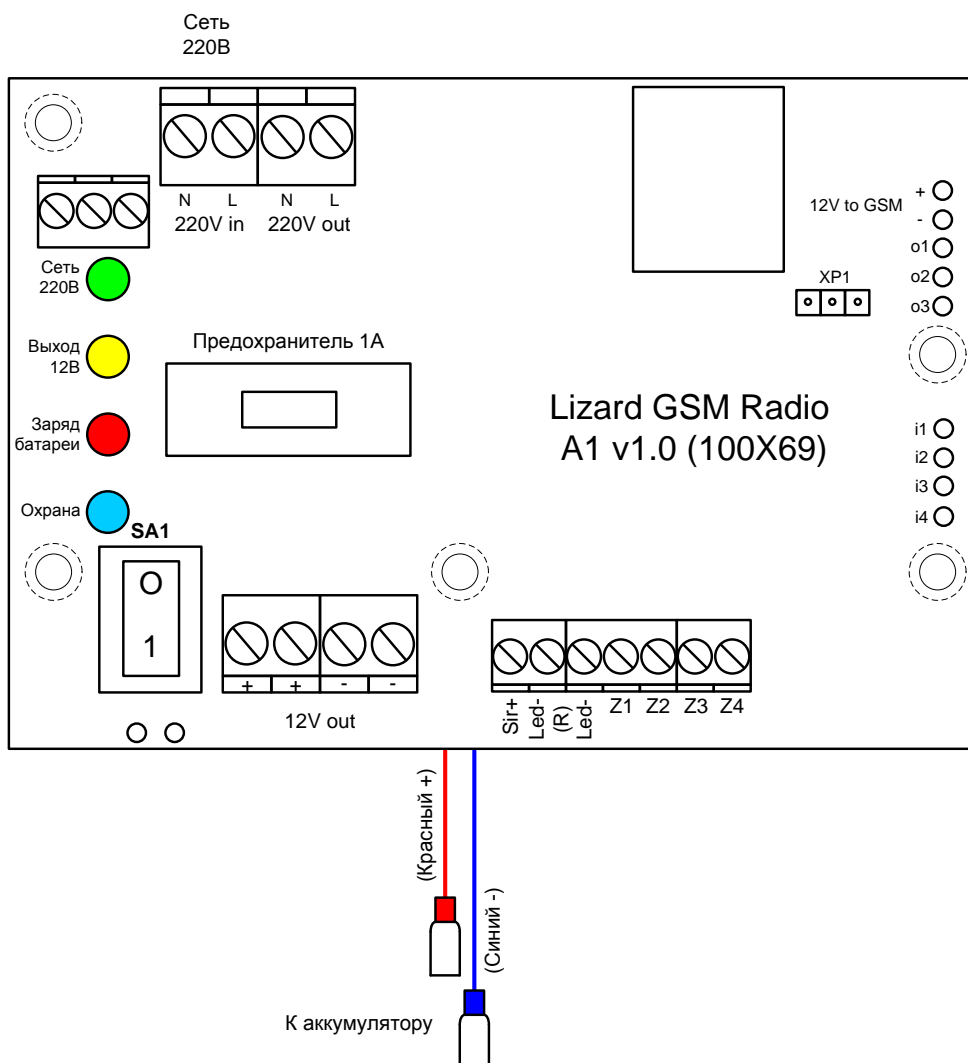 Сеть
220В
N L N L
220V in 220V out
12V to GSM
+
-
o1
o2
o3
XP1
Сеть
220В
Выход
12В
Предохранитель 1А
Заряд
батареи
Lizard GSM Radio
A1 v1.0 (100X69)
i1
i2
i3
i4
Охрана
SA1
O
1
+ + - -
12V out
Sir+
Led-
(R)
Led-
Z1 Z2 Z3 Z4
(Красный +)
(Синий -)
К аккумулятору